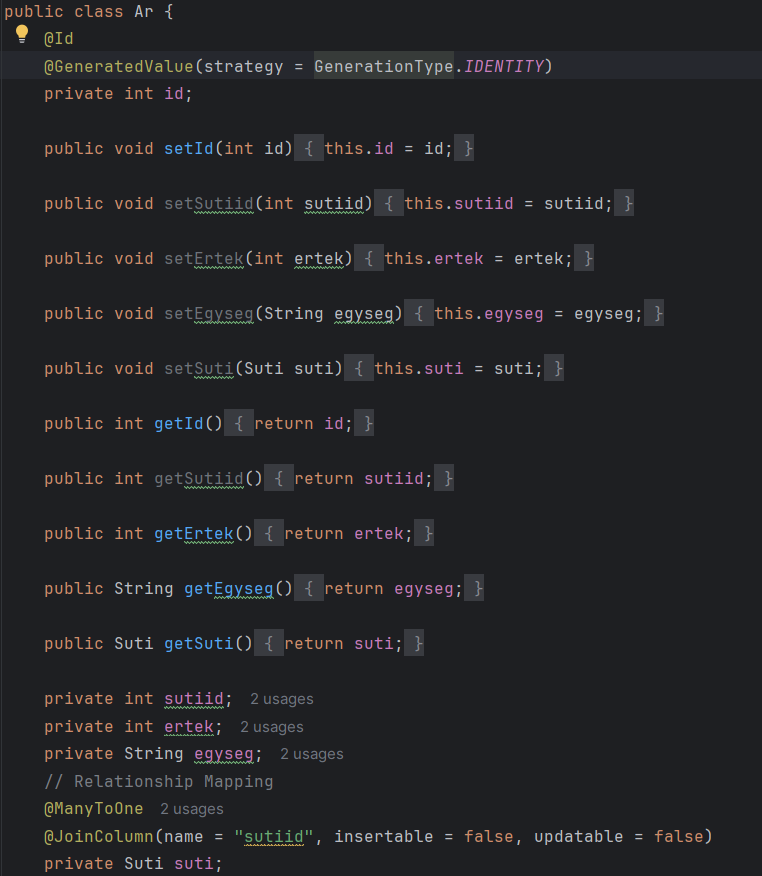 public class Ar {
@Id
@GeneratedValue(strategy = GenerationType.IDENTITY)
private int id;
public void setId(int id) { this.id = id; }
public void setSutiid(int sutiid) { this.sutiid = sutiid; }
public void setErtek(int ertek) { this.ertek = ertek; }
public void setEgyseg(String egyseg) { this.egyseg = egyseg; }
public void setSuti(Suti suti) { this.suti = suti; }
public int getId() { return id; }
public int getSutiid() { return sutiid; }
public int getErtek() { return ertek; }
public String getEgyseg() { return egyseg; }
public Suti getSuti() { return suti; }
private int sutiid; 2 usages
private int ertek; 2 usages
private String egyseg; 2 usages
// Relationship Mapping
@ManyToOne 2 usages
@JoinColumn(name = "sutiid", insertable = false, updatable = false)
private Suti suti;